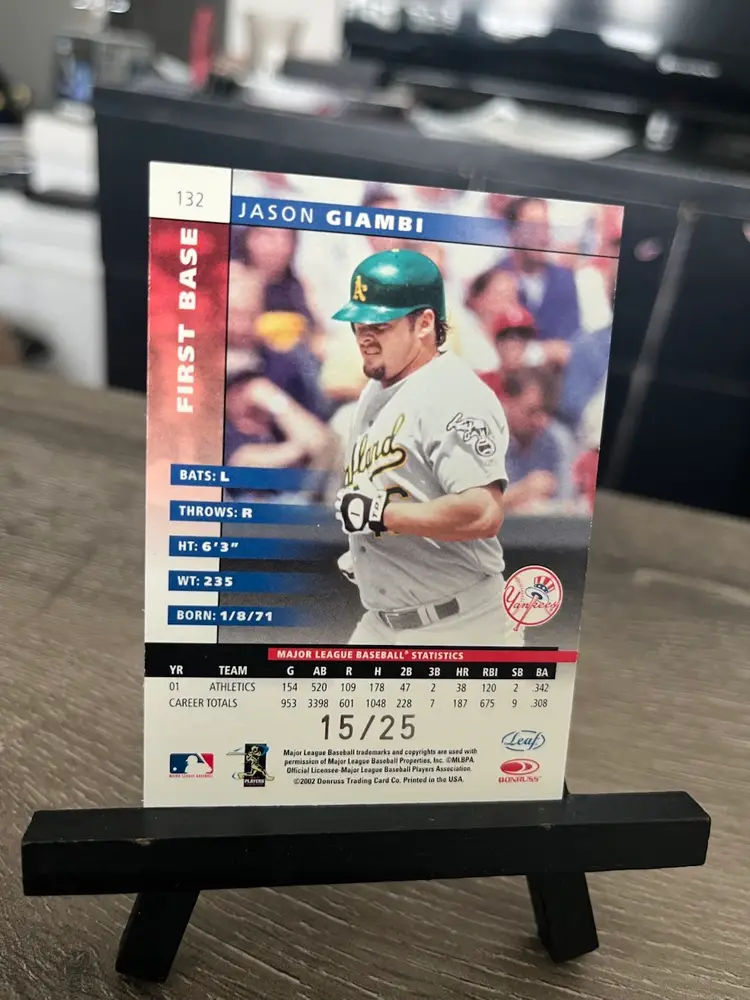 132
JASON GIAMBI
FIRST BASE
A's
BATS: L
THROWS: R
HT: 6'3"
WT: 235
BORN: 1/8/71
Yankees
MAJOR LEAGUE BASEBALL® STATISTICS
YR TEAM G AB R H 2B 3B HR RBI SB BA
01 ATHLETICS 154 520 109 178 47 2 38 120 2 .342
CAREER TOTALS 953 3398 601 1048 228 7 187 675 9 .308
15/25
Major League Baseball trademarks and copyrights are used with
permission of Major League Baseball Properties, Inc. ©MLBPA.
Official Licensee-Major League Baseball Players Association.
©2002 Donruss Trading Card Co. Printed in the USA.
Leaf
DONRUSS
MAJOR LEAGUE BASEBALL
PLAYERS